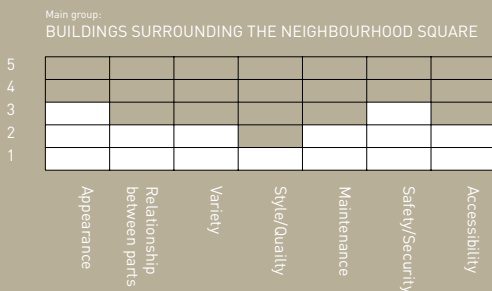 Main group:
BUILDINGS SURROUNDING THE NEIGHBOURHOOD SQUARE
5
4
3
2
1
Appearance
Relationship
between parts
Variety
Style/Quailty
Maintenance
Safety/Security
Accessibility